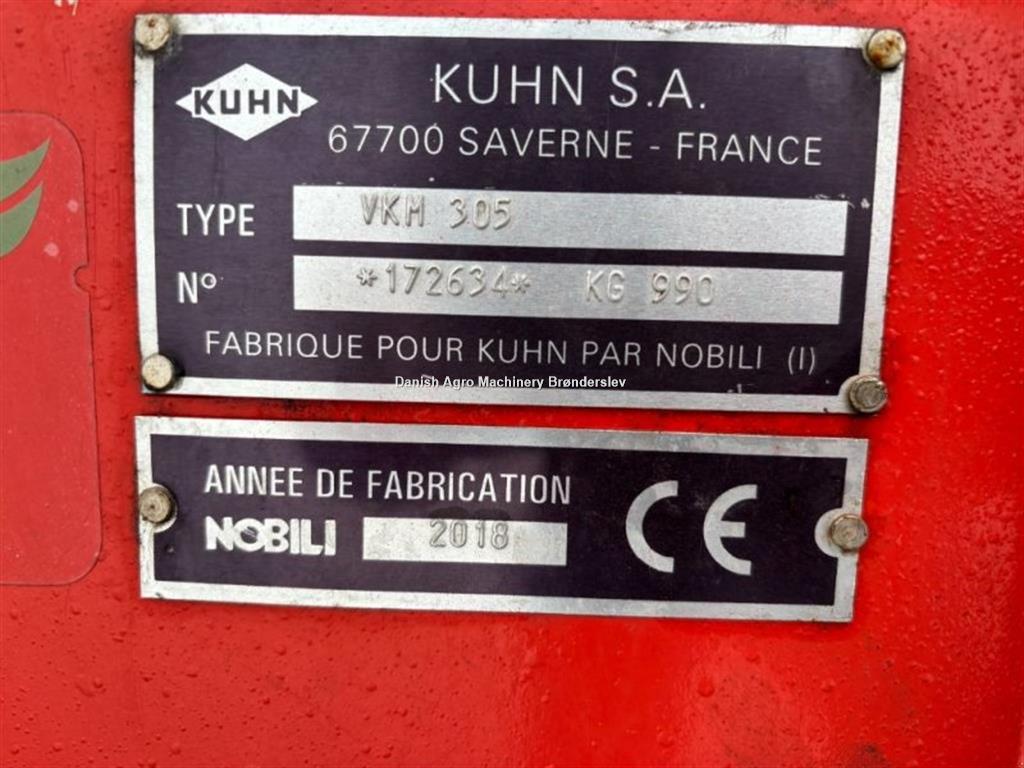 KUHN
KUHN S.A.
67700 SAVERNE - FRANCE
TYPE VKM 305
N° *172634* KG 990
FABRIQUE POUR KUHN PAR NOBILI (I)
Danish Agro Machinery Brønderslev
ANNEE DE FABRICATION
NOBILI 2018
CE